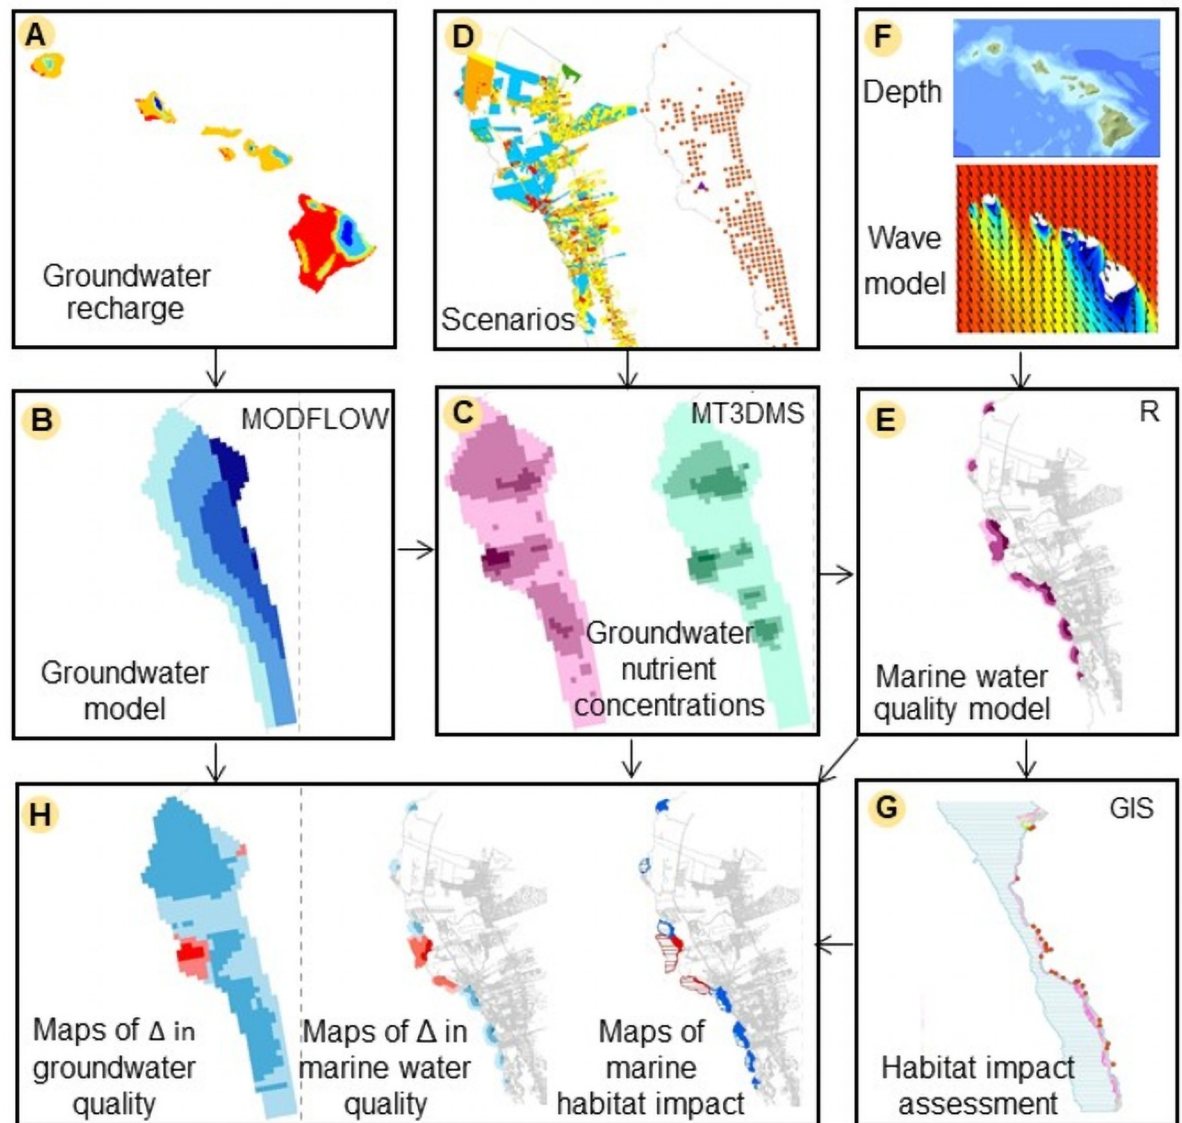 A
Groundwater
recharge
D
Scenarios
F
Depth
Wave
model
B
MODFLOW
Groundwater
model
C
MT3DMS
Groundwater
nutrient
concentrations
E
R
Marine water
quality model
H
Maps of Δ in
groundwater
quality
Maps of Δ in
marine water
quality
Maps of
marine
habitat impact
G
GIS
Habitat impact
assessment